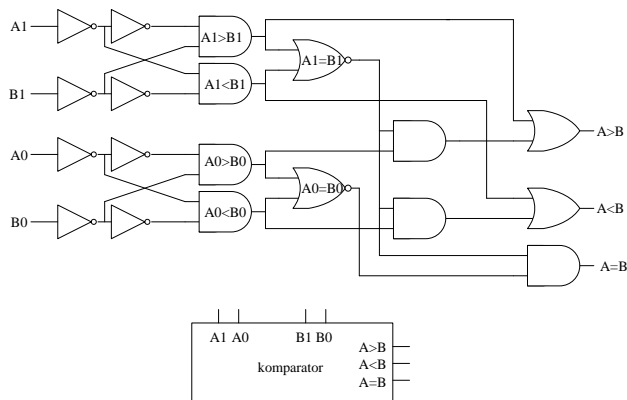 A1
A1>B1
A1=B1
B1
A1<B1
A>B
A0
A0>B0
A0=B0
B0
A0<B0
A<B
A=B
A1 A0 B1 B0
A>B
komparator
A<B
A=B